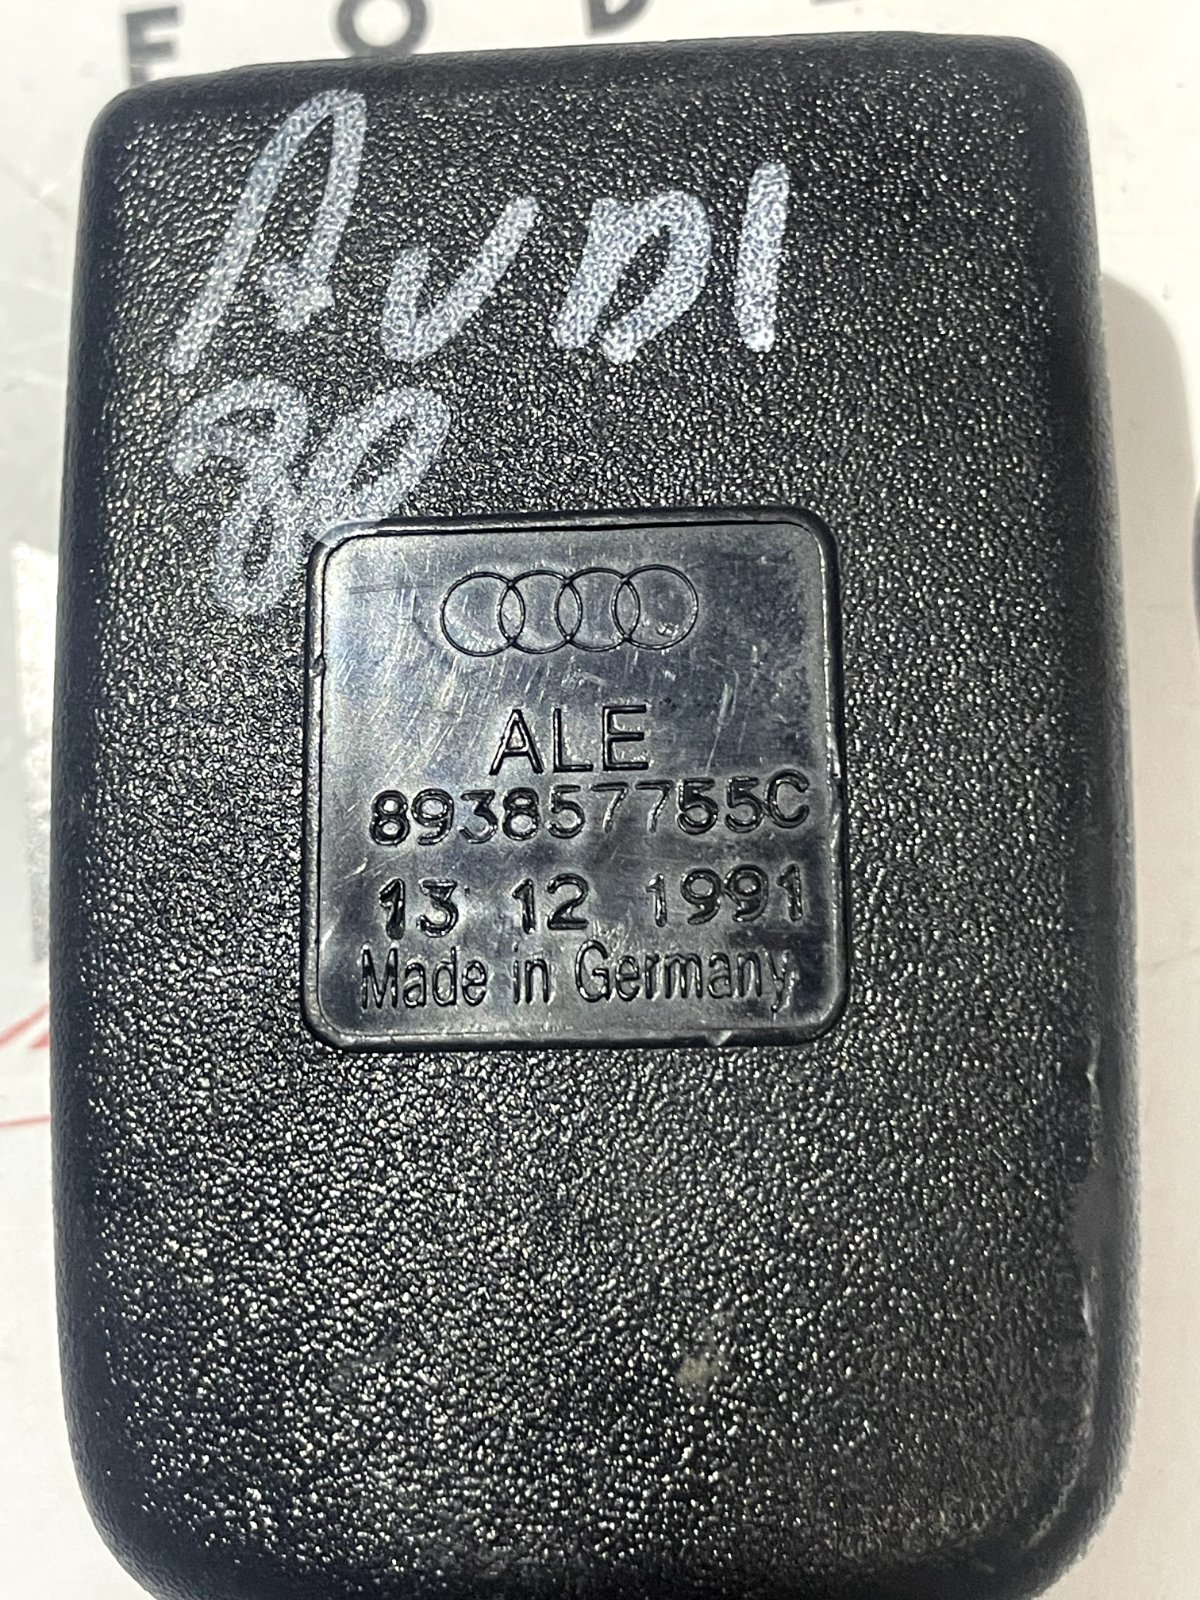 AUDI
80
ALE
893857755C
13 12 1991
Made in Germany